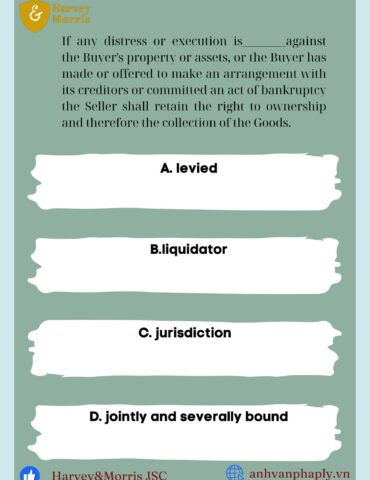 Harvey
&
Morris
If any distress or execution is________against
the Buyer's property or assets, or the Buyer has
made or offered to make an arrangement with
its creditors or committed an act of bankruptcy
the Seller shall retain the right to ownership
and therefore the collection of the Goods.
A. levied
B.liquidator
C. jurisdiction
D. jointly and severally bound
Harvey&Morris JSC
anhvanphaply.vn